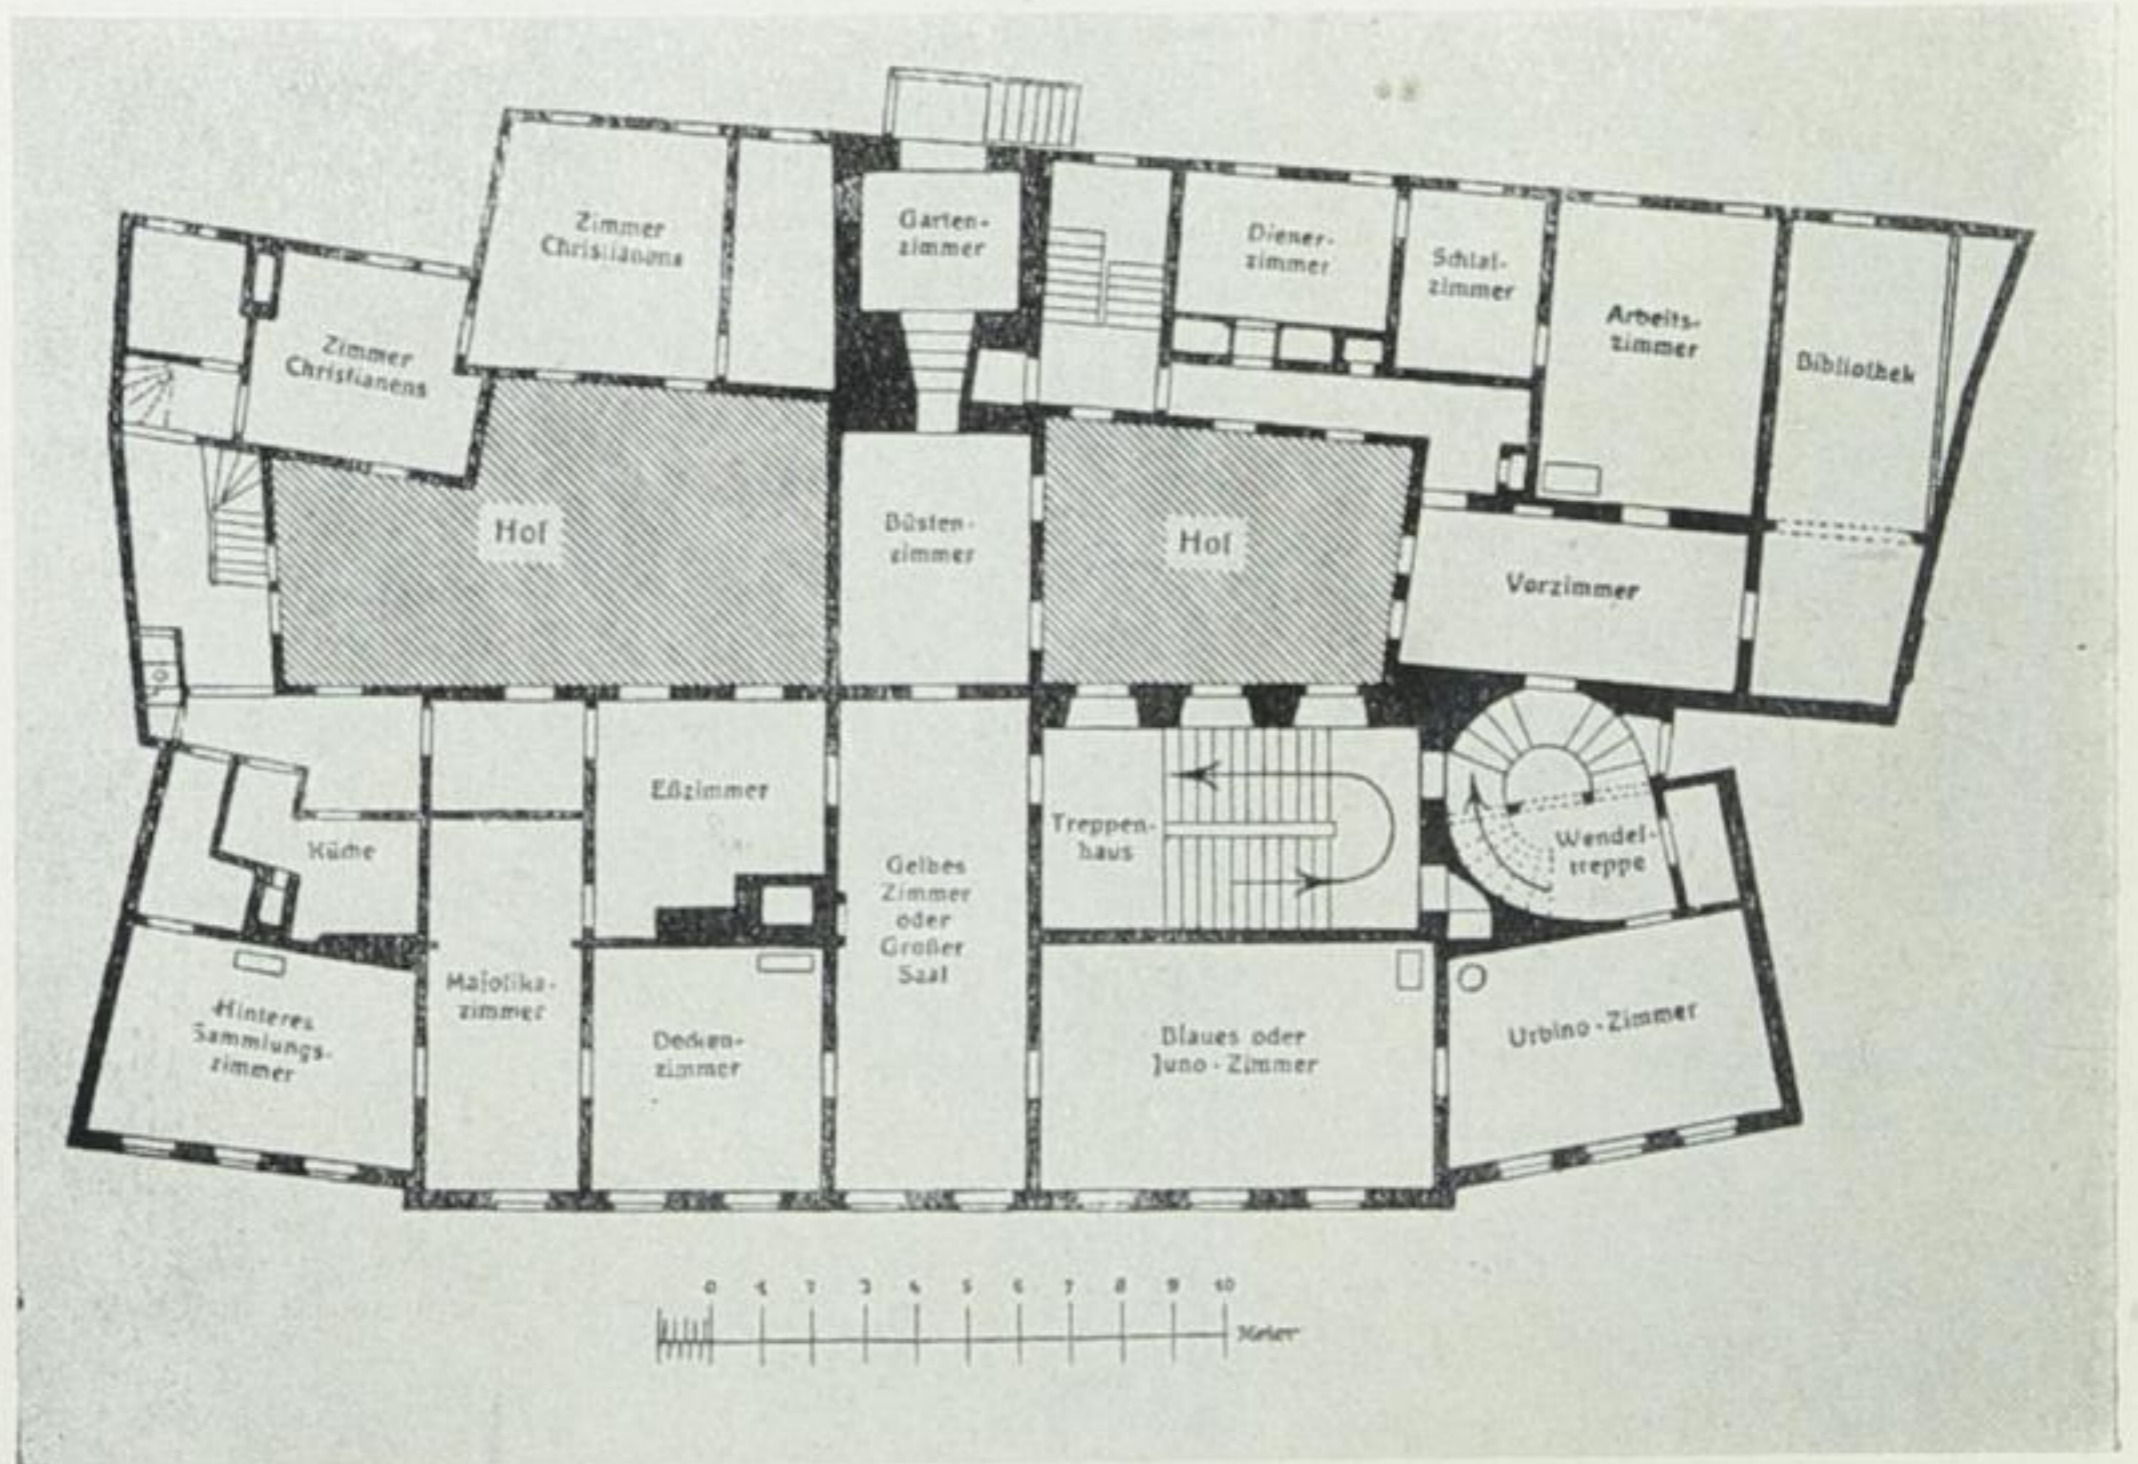 Zimmer
Christianens
Garten-
zimmer
Diener-
zimmer
Schlaf-
zimmer
Arbeits-
zimmer
Bibliothek
Zimmer
Christianens
Hof
Büsten-
zimmer
Hof
Vorzimmer
Eßzimmer
Küche
Treppen-
haus
Wendel-
treppe
Gelbes
Zimmer
oder
Großer
Saal
Majolika-
zimmer
Hinteres
Sammlungs-
zimmer
Decken-
zimmer
Blaues oder
Juno-Zimmer
Urbino-Zimmer
0 1 2 3 4 5 6 7 8 9 10
Meter